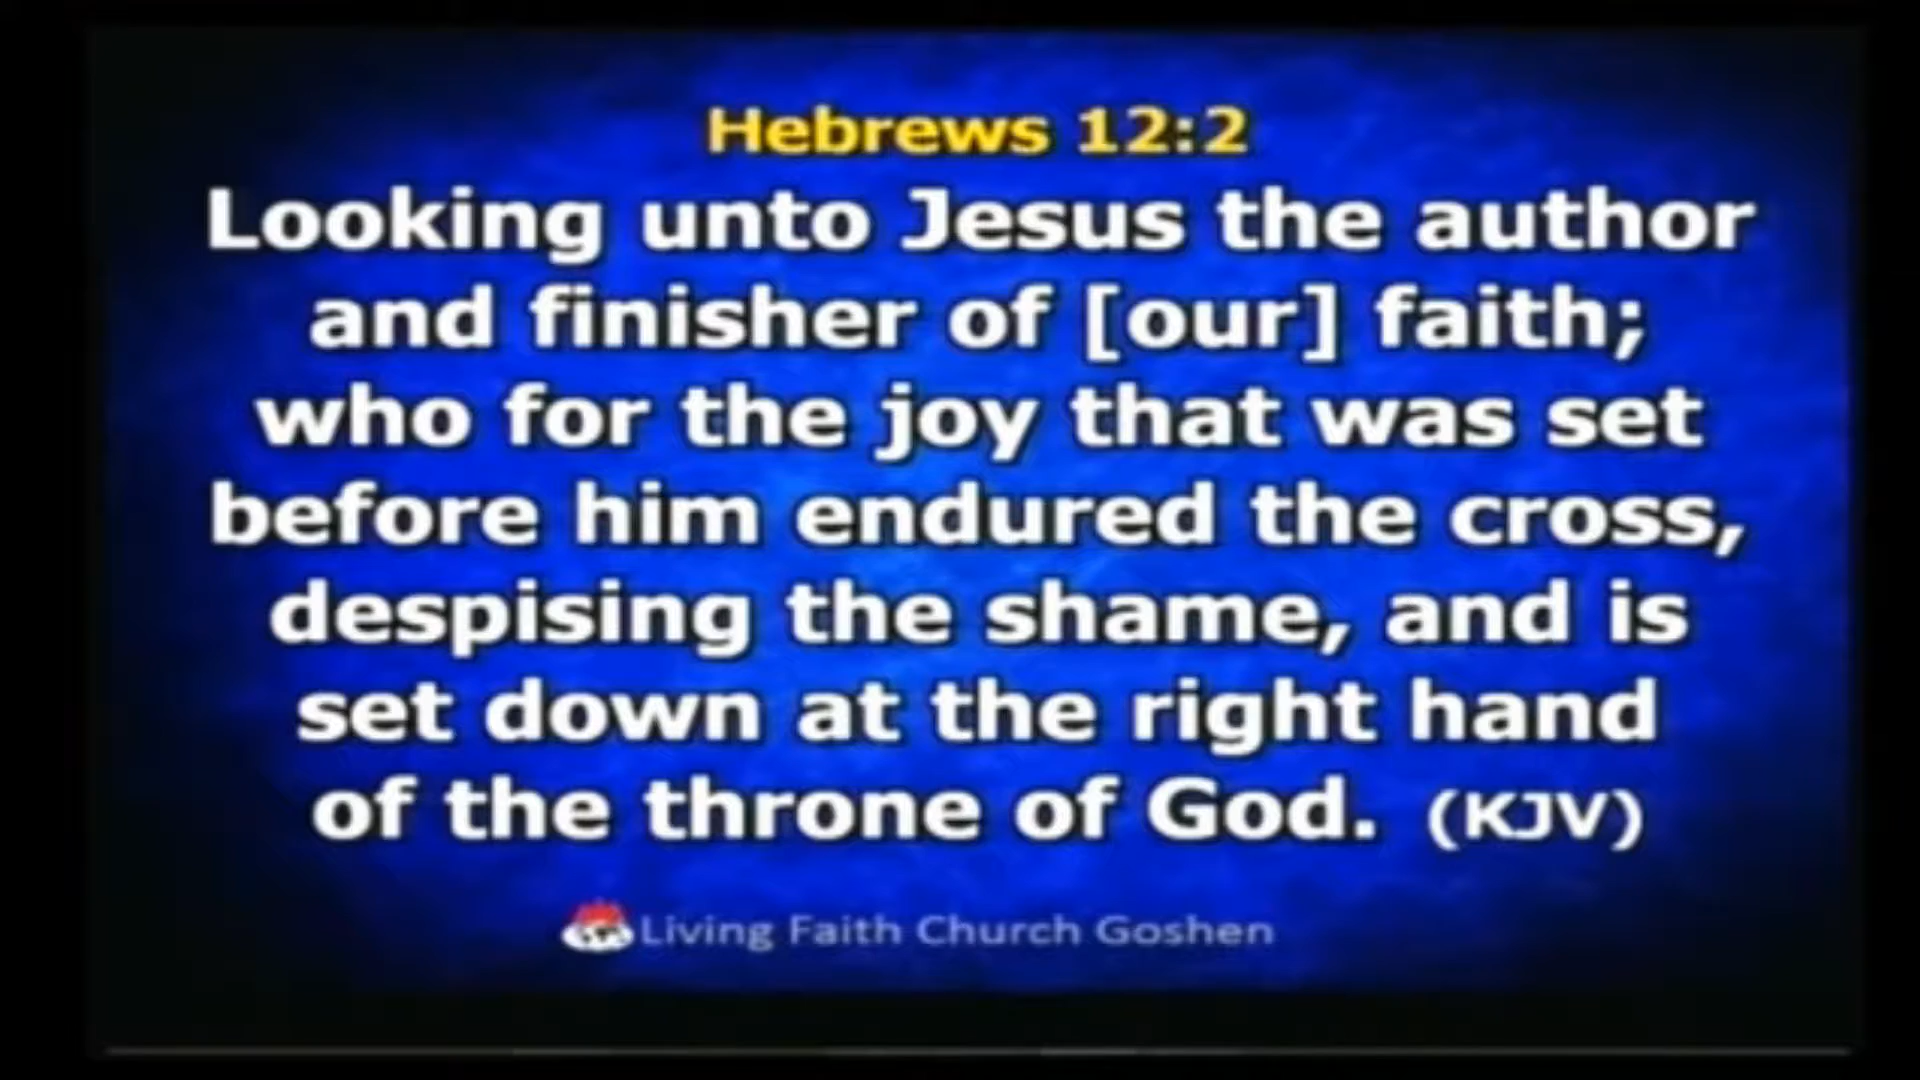 Hebrews 12:2
Looking unto Jesus the author
and finisher of [our] faith;
who for the joy that was set
before him endured the cross,
despising the shame, and is
set down at the right hand
of the throne of God. (KJV)
Living Faith Church Goshen